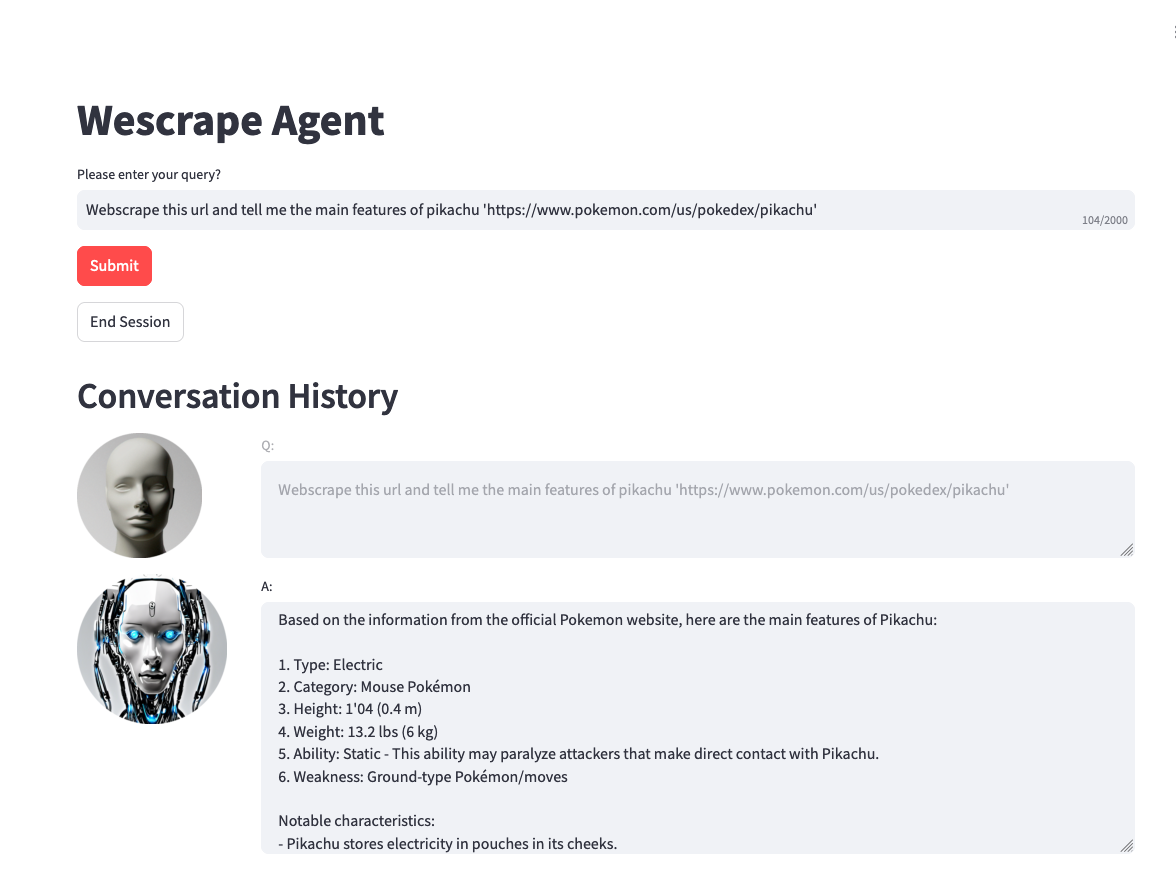 Wescrape Agent
Please enter your query?
Webscrape this url and tell me the main features of pikachu 'https://www.pokemon.com/us/pokedex/pikachu'
104/2000
Submit
End Session
Conversation History
Q:
Webscrape this url and tell me the main features of pikachu 'https://www.pokemon.com/us/pokedex/pikachu'
A:
Based on the information from the official Pokemon website, here are the main features of Pikachu:
1. Type: Electric
2. Category: Mouse Pokémon
3. Height: 1'04 (0.4 m)
4. Weight: 13.2 lbs (6 kg)
5. Ability: Static - This ability may paralyze attackers that make direct contact with Pikachu.
6. Weakness: Ground-type Pokémon/moves
Notable characteristics:
- Pikachu stores electricity in pouches in its cheeks.